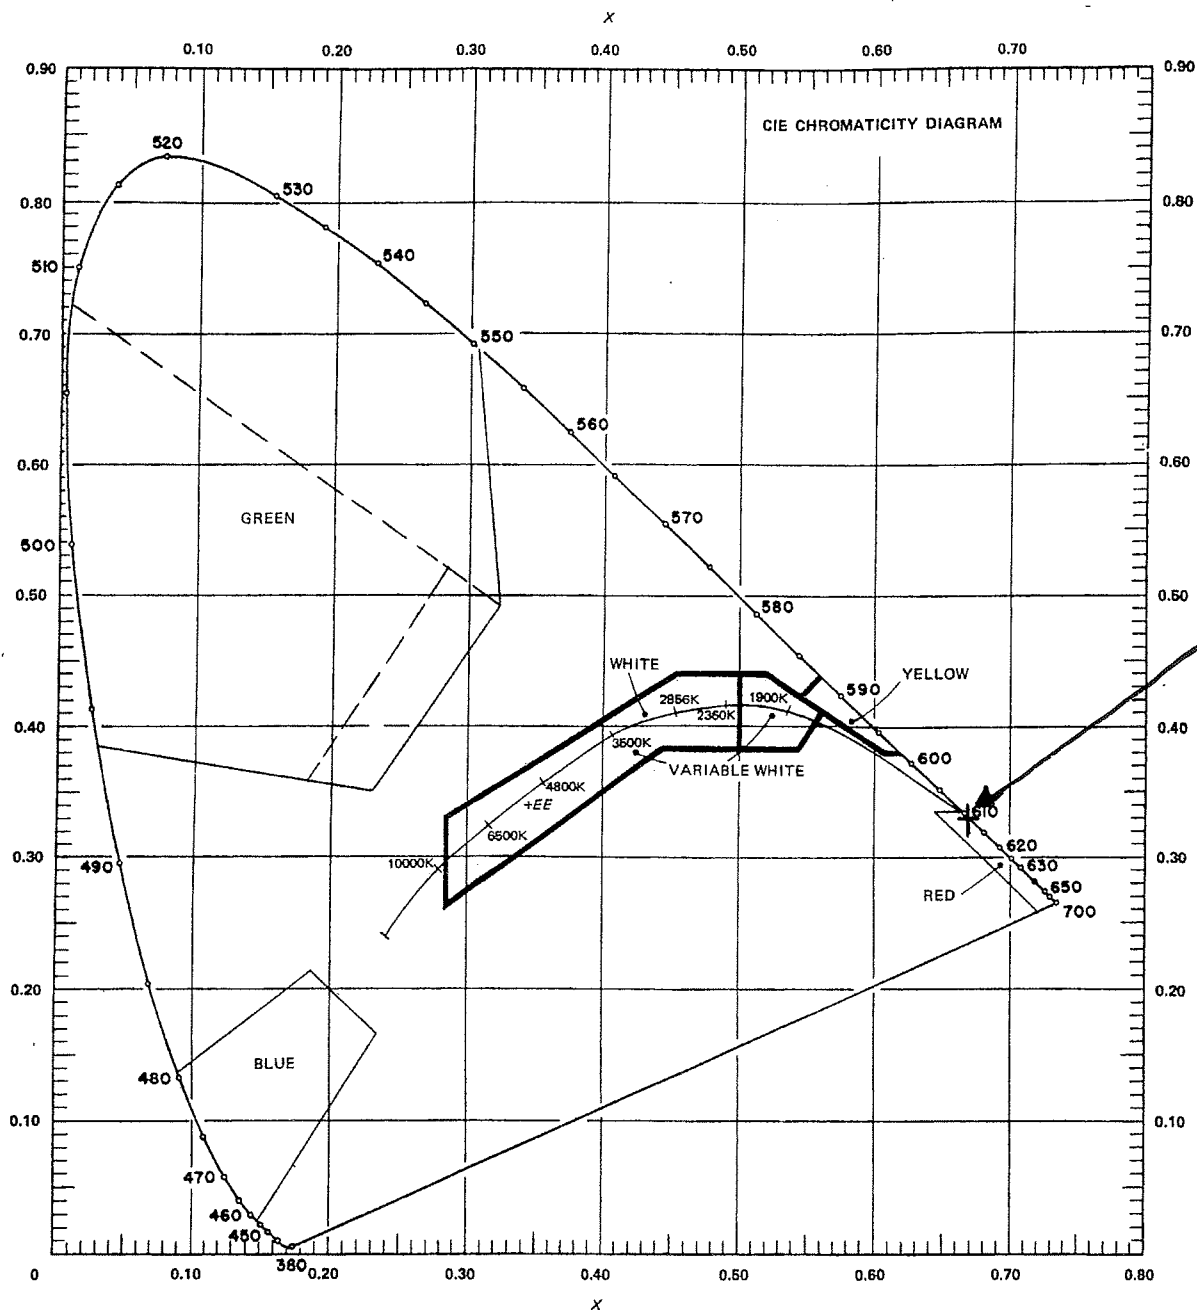 X
0.10 0.20 0.30 0.40 0.50 0.60 0.70
0.90 0.90
CIE CHROMATICITY DIAGRAM
520
530
0.80 0.80
540
510
0.70 550 0.70
560
0.60 0.60
GREEN 570
500
0.50 0.50
580
WHITE YELLOW
590
2856K 1900K
2350K
0.40 0.40
3500K
600
VARIABLE WHITE
4800K
+EE
610
6500K
620
10000K
0.30 0.30
490 630
RED 650
700
0.20 0.20
BLUE
480
0.10 0.10
470
460
450
380
0 0.10 0.20 0.30 0.40 0.50 0.60 0.70 0.80
X